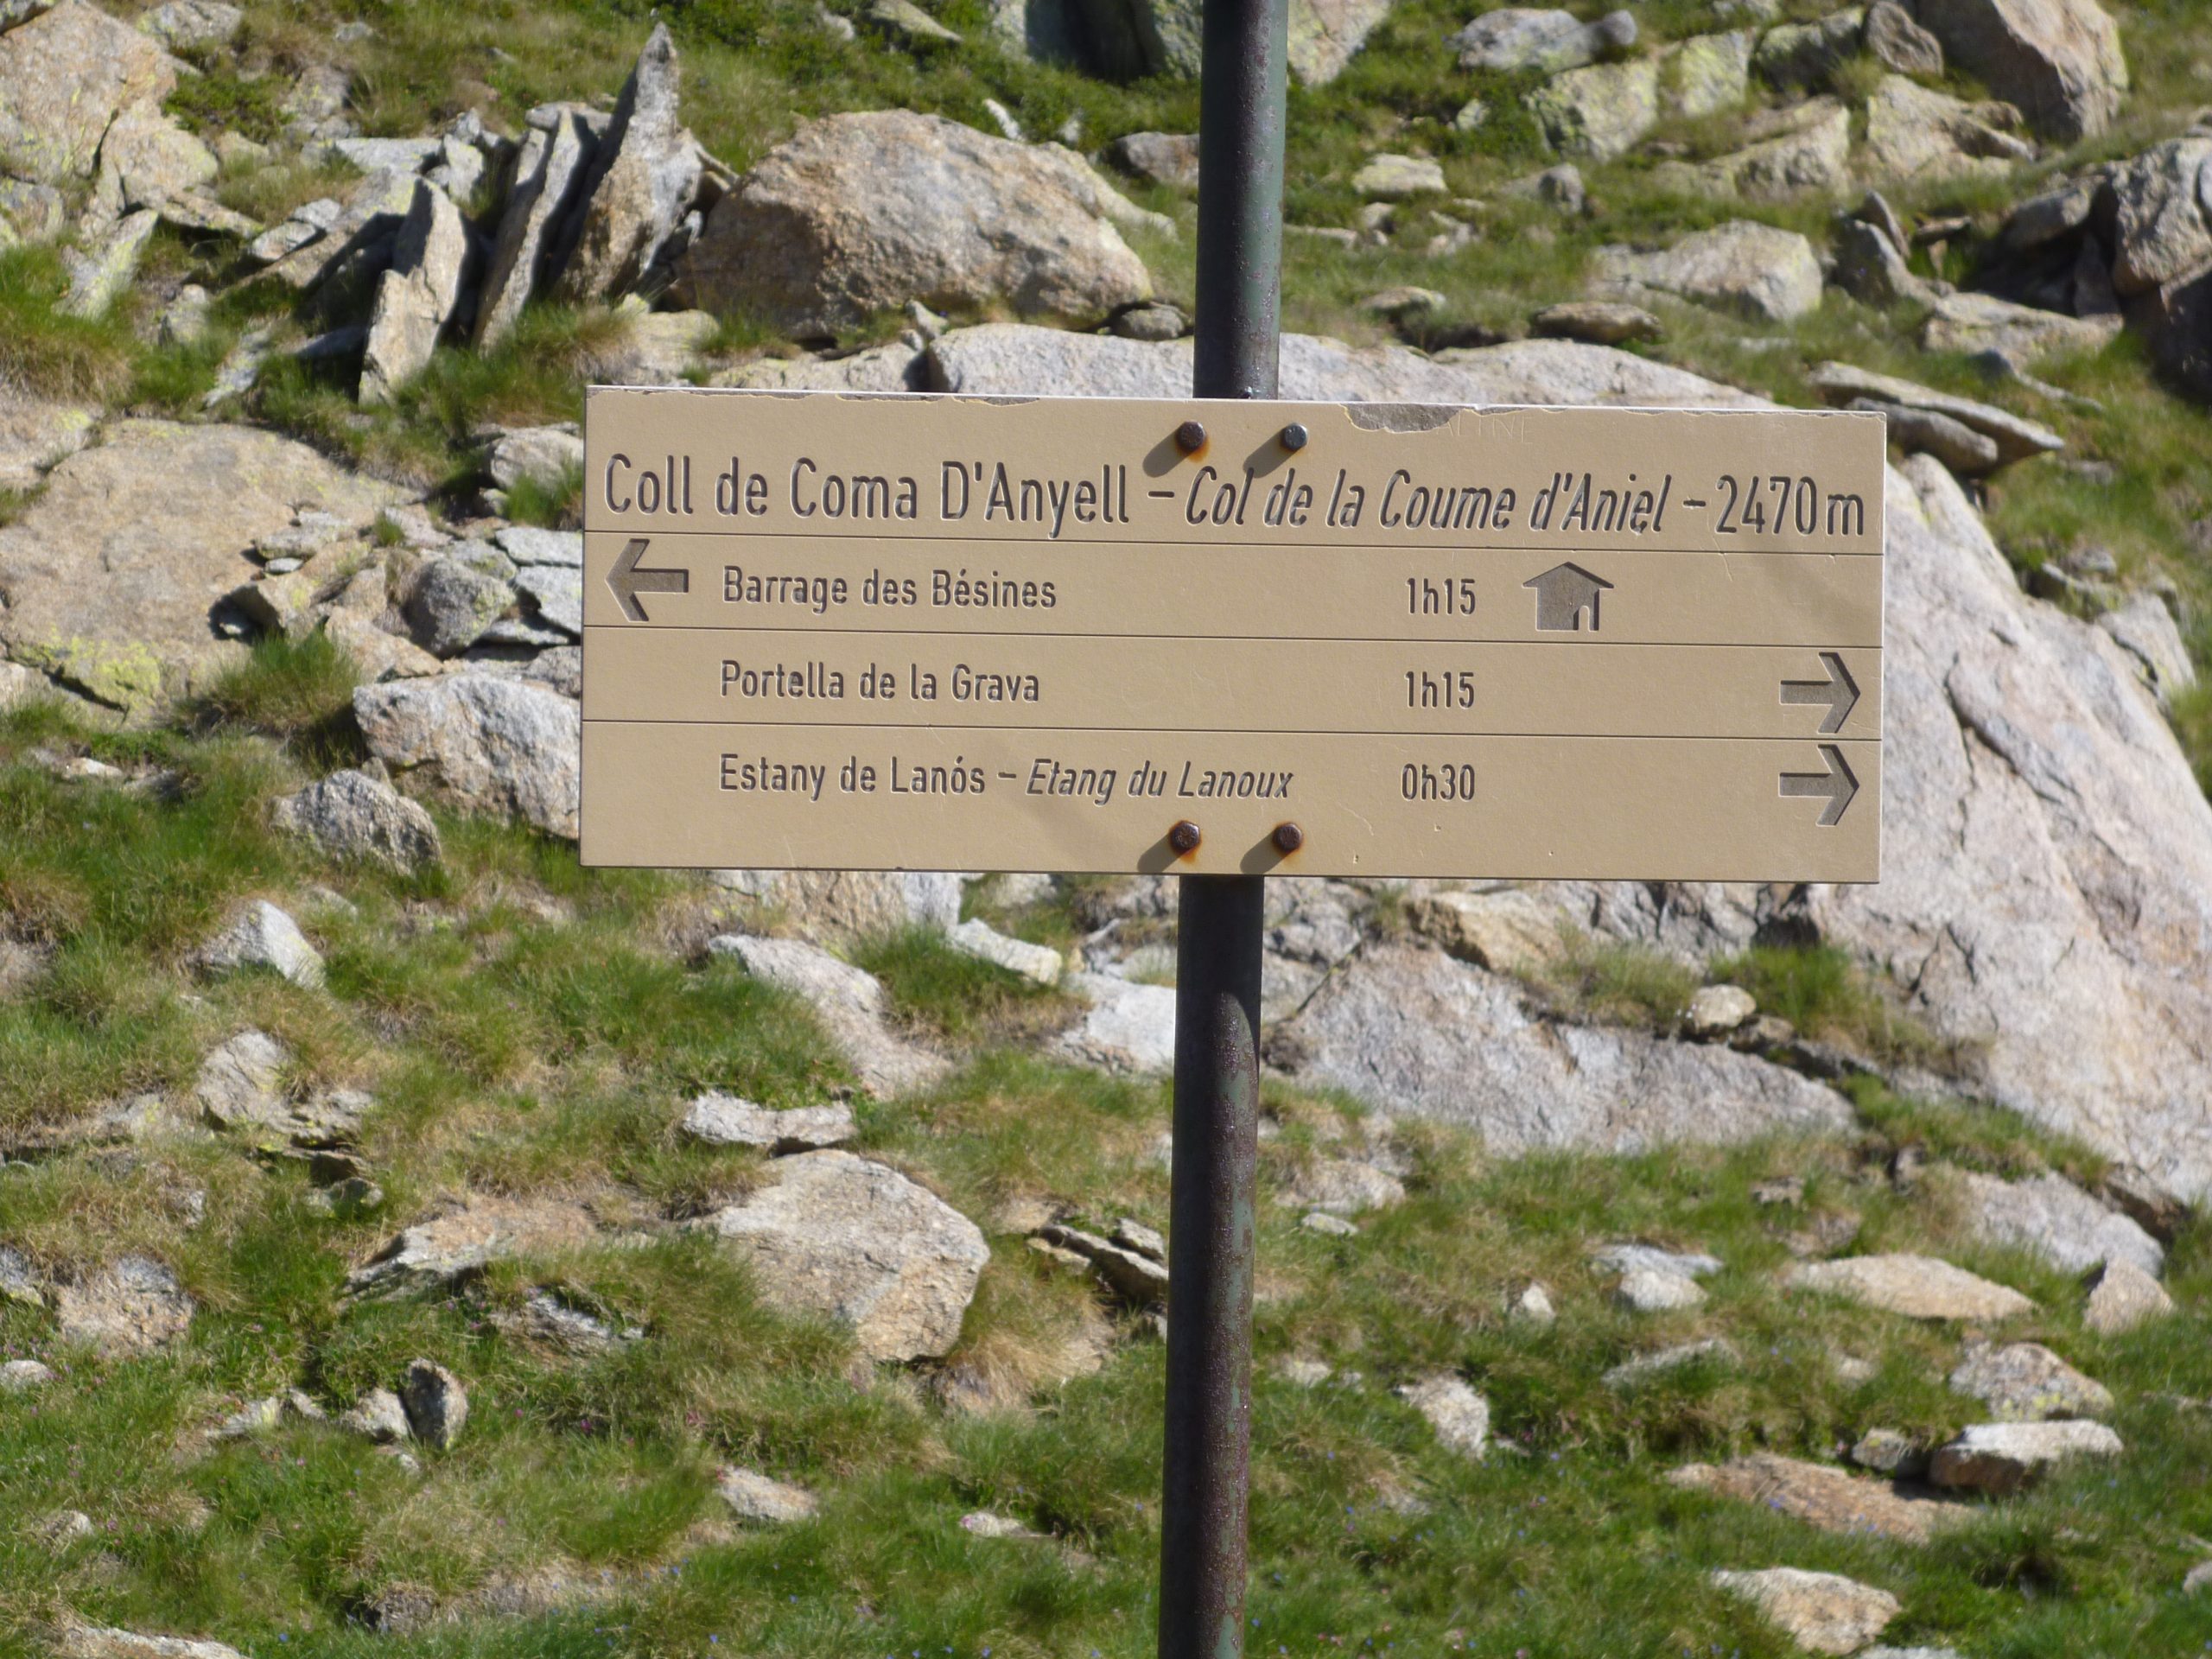 Coll de Coma D'Anyell – Col de la Coume d'Aniel – 2470m
Barrage des Bésines 1h15
Portella de la Grava 1h15
Estany de Lanós – Etang du Lanoux 0h30